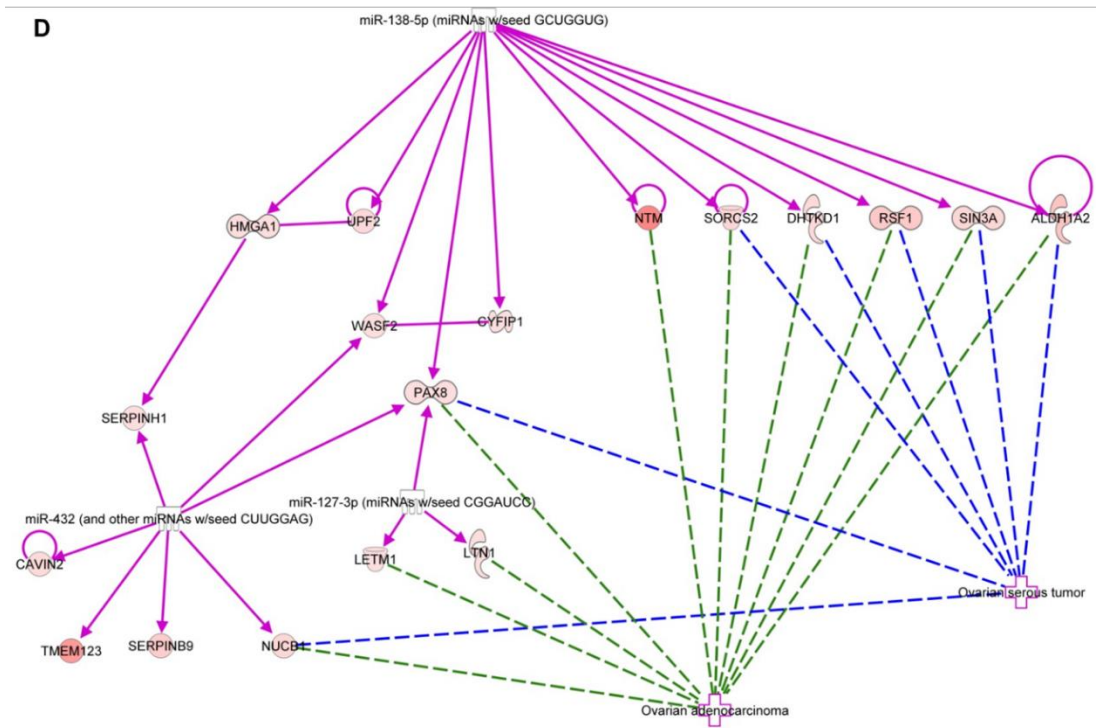 D
miR-138-5p (miRNAs w/seed GCUGGUG)
HMGA1
UPF2
NTM
SORCS2
DHTKD1
RSF1
SIN3A
ALDH1A2
WASF2
CYFIP1
PAX8
SERPINH1
miR-127-3p (miRNAs w/seed CGGAUCC)
miR-432 (and other miRNAs w/seed CUUGGAG)
CAVIN2
LETM1
LTN1
Ovarian serous tumor
TMEM123
SERPINB9
NUCB1
Ovarian adenocarcinoma